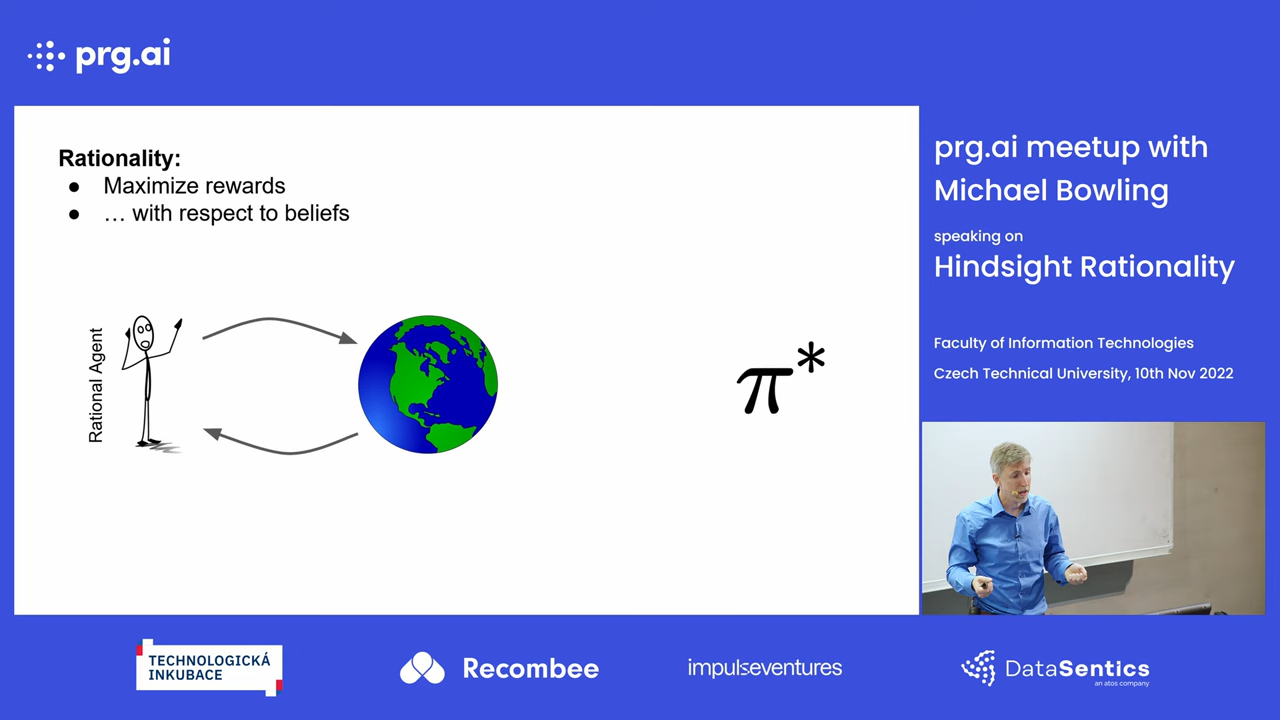 prg.ai
Rationality:
● Maximize rewards
● … with respect to beliefs
Rational Agent
π*
prg.ai meetup with
Michael Bowling
speaking on
Hindsight Rationality
Faculty of Information Technologies
Czech Technical University, 10th Nov 2022
TECHNOLOGICKÁ
INKUBACE
Recombee
impulseventures
DataSentics
an atos company